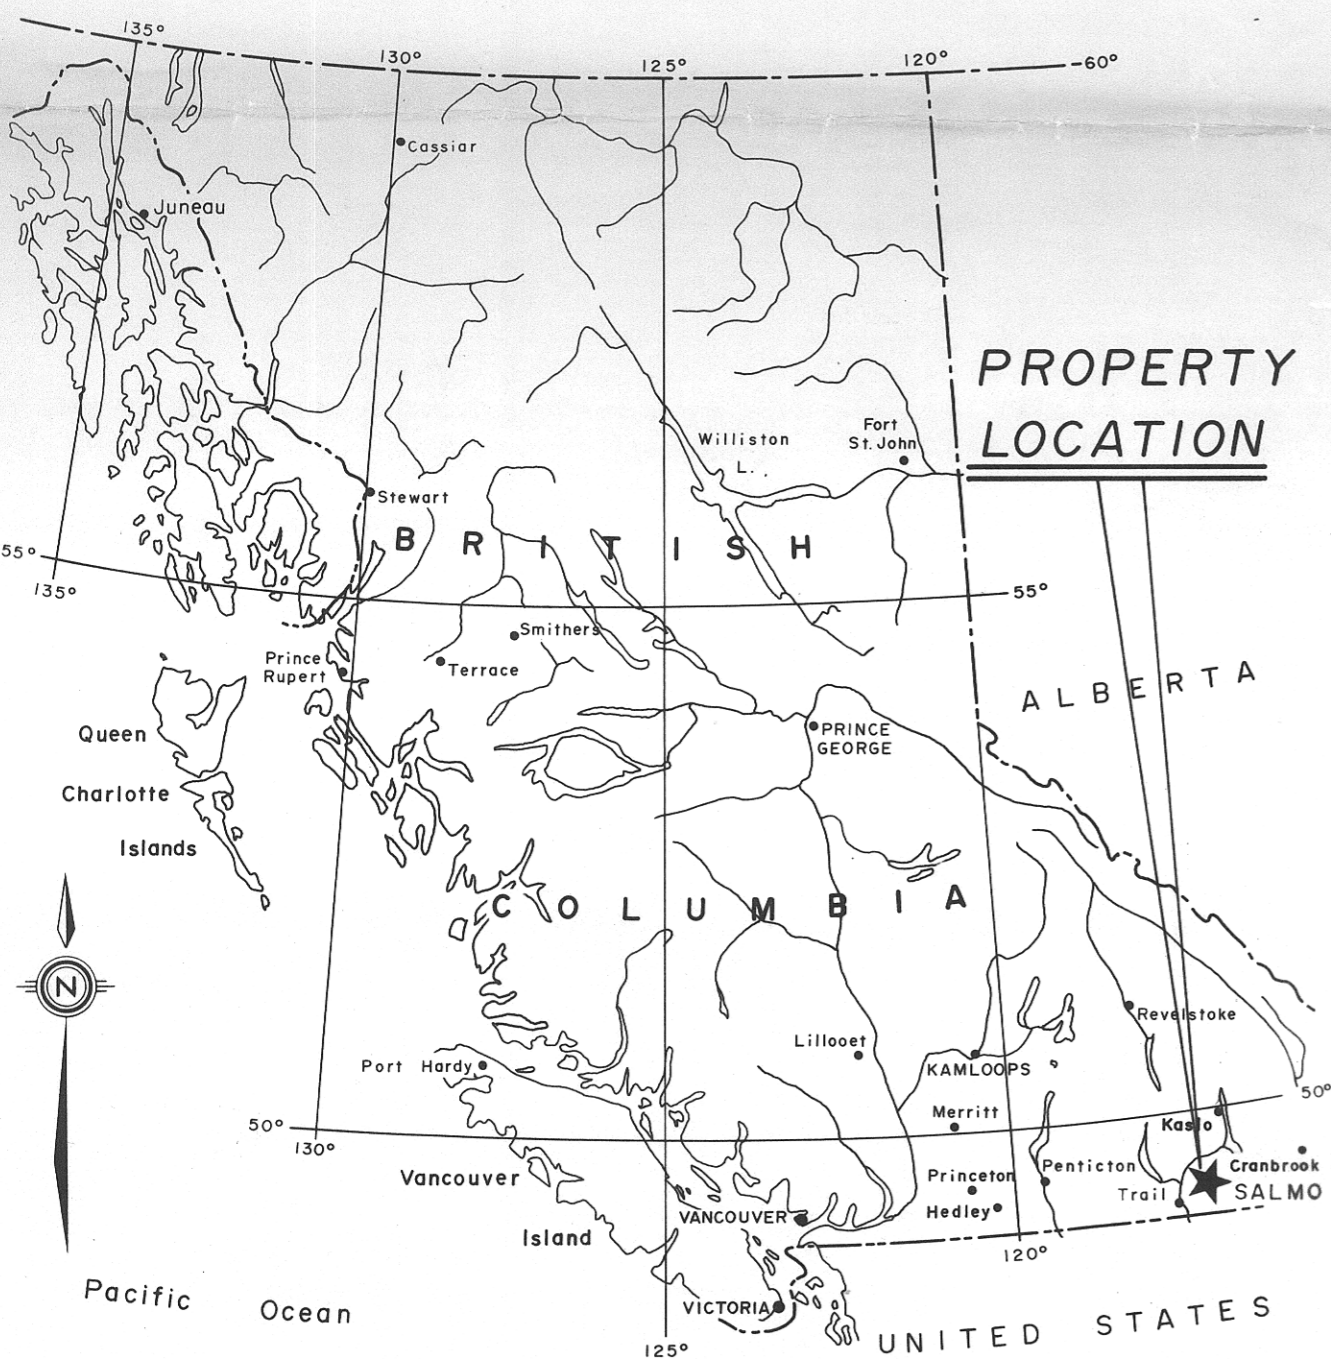 135°
130°
125°
120°
60°
Cassiar
Juneau
PROPERTY
LOCATION
Fort
St. John
Williston
L.
Stewart
BRITISH
55°
135°
55°
Smithers
Prince
Rupert
Terrace
ALBERTA
Queen
Charlotte
Islands
PRINCE
GEORGE
COLUMBIA
N
Revelstoke
Lillooet
Port Hardy
KAMLOOPS
50°
Merritt
Kaslo
50°
130°
Vancouver
Island
Princeton
Hedley
Penticton
Cranbrook
Trail
SALMO
VANCOUVER
120°
Pacific Ocean
VICTORIA
UNITED STATES
125°